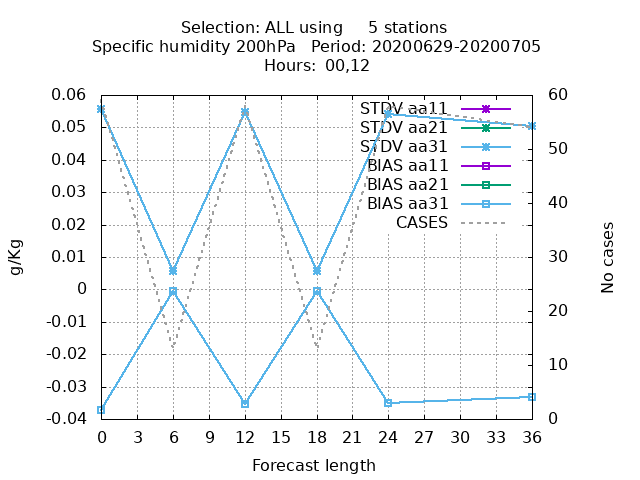 Selection: ALL using     5 stations
Specific humidity 200hPa   Period: 20200629-20200705
Hours: 00,12
g/Kg
No cases
0.06
0.05
0.04
0.03
0.02
0.01
0
-0.01
-0.02
-0.03
-0.04
STDV aa11
STDV aa21
STDV aa31
BIAS aa11
BIAS aa21
BIAS aa31
CASES
60
50
40
30
20
10
0
0 3 6 9 12 15 18 21 24 27 30 33 36
Forecast length